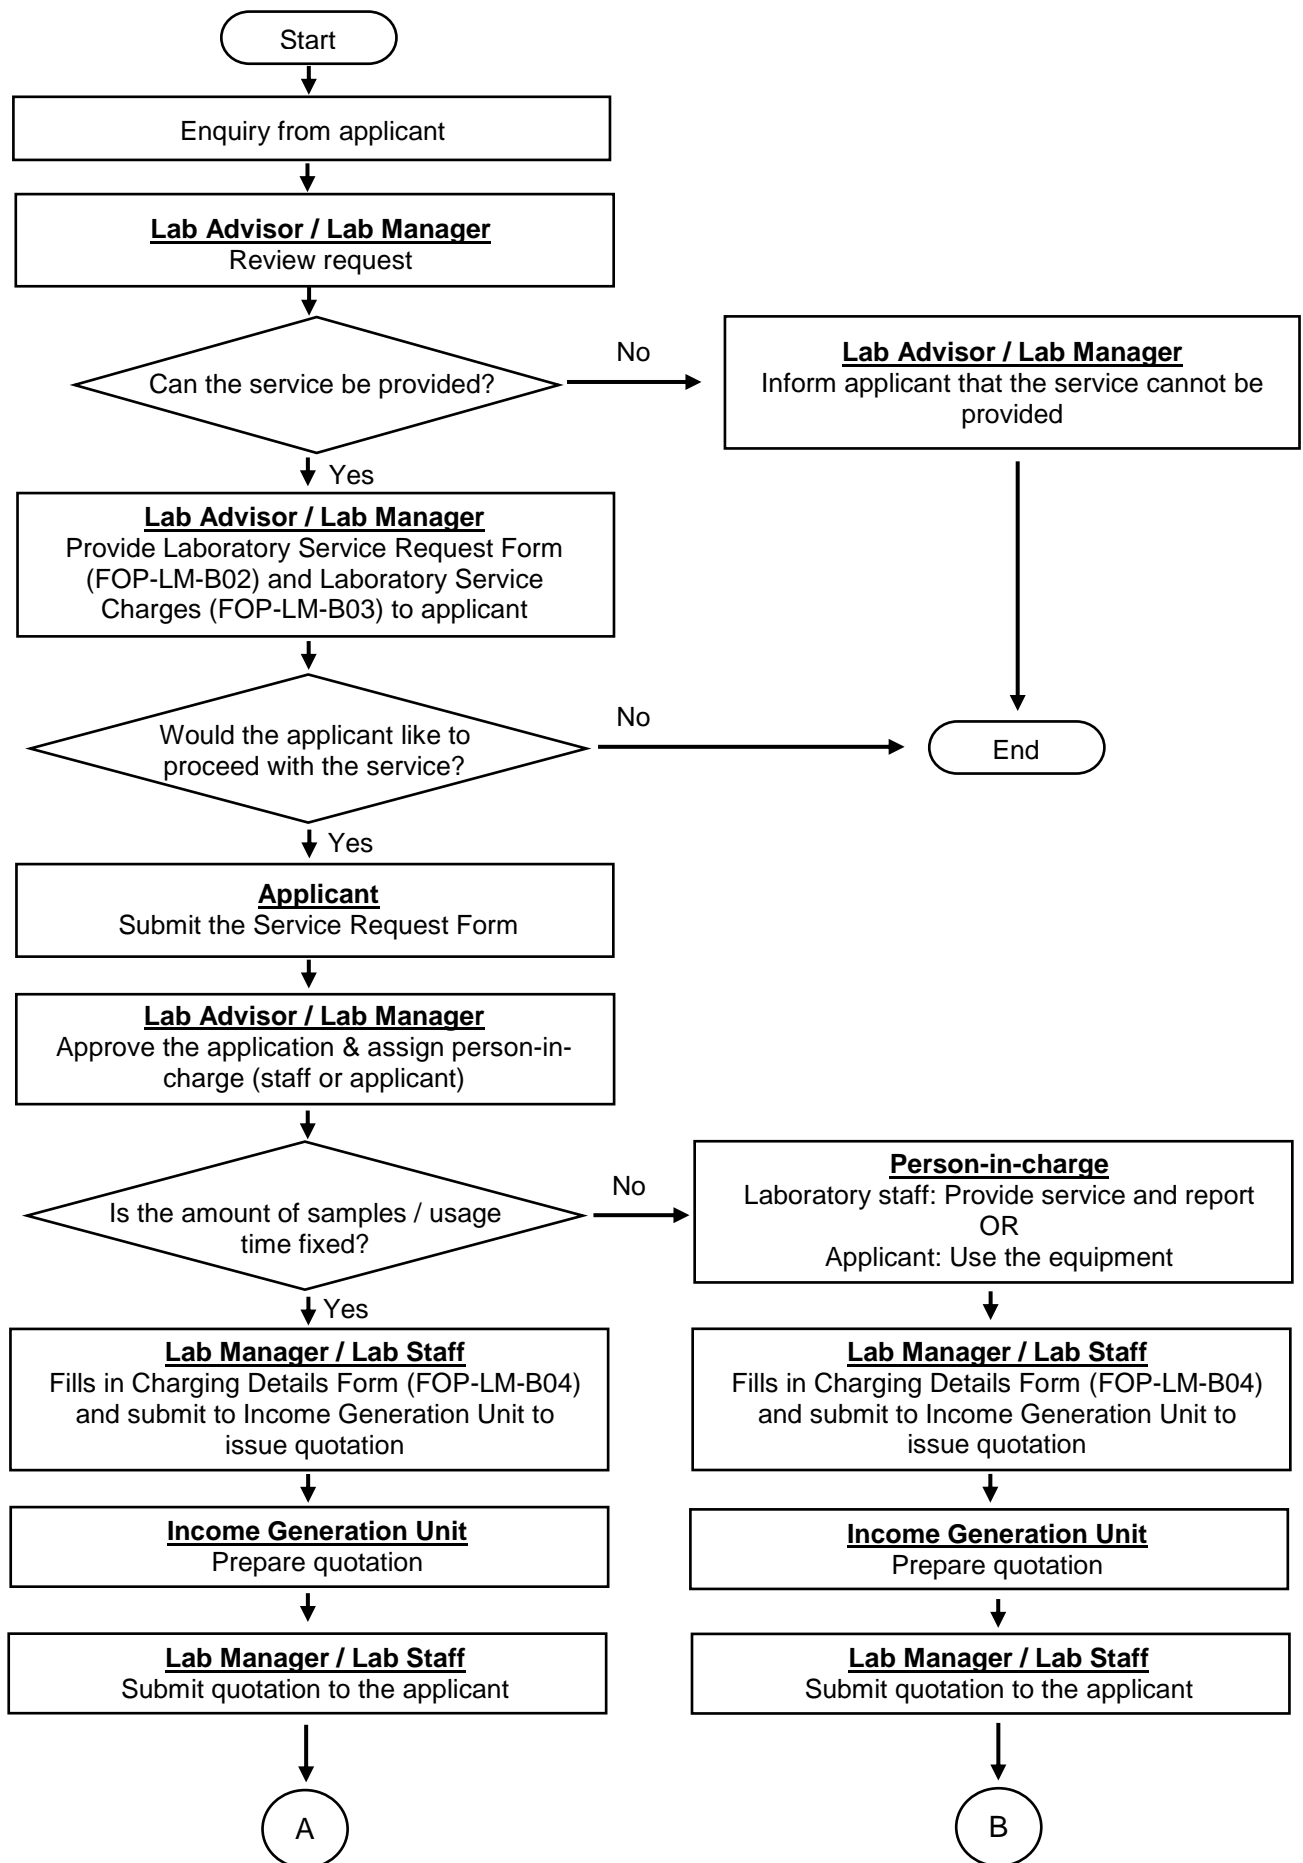 Start
Enquiry from applicant
Lab Advisor / Lab Manager
Review request
Can the service be provided?
No
Lab Advisor / Lab Manager
Inform applicant that the service cannot be
provided
Yes
Lab Advisor / Lab Manager
Provide Laboratory Service Request Form
(FOP-LM-B02) and Laboratory Service
Charges (FOP-LM-B03) to applicant
Would the applicant like to
proceed with the service?
No
End
Yes
Applicant
Submit the Service Request Form
Lab Advisor / Lab Manager
Approve the application & assign person-in-
charge (staff or applicant)
Is the amount of samples / usage
time fixed?
No
Person-in-charge
Laboratory staff: Provide service and report
OR
Applicant: Use the equipment
Yes
Lab Manager / Lab Staff
Fills in Charging Details Form (FOP-LM-B04)
and submit to Income Generation Unit to
issue quotation
Lab Manager / Lab Staff
Fills in Charging Details Form (FOP-LM-B04)
and submit to Income Generation Unit to
issue quotation
Income Generation Unit
Prepare quotation
Income Generation Unit
Prepare quotation
Lab Manager / Lab Staff
Submit quotation to the applicant
Lab Manager / Lab Staff
Submit quotation to the applicant
A
B